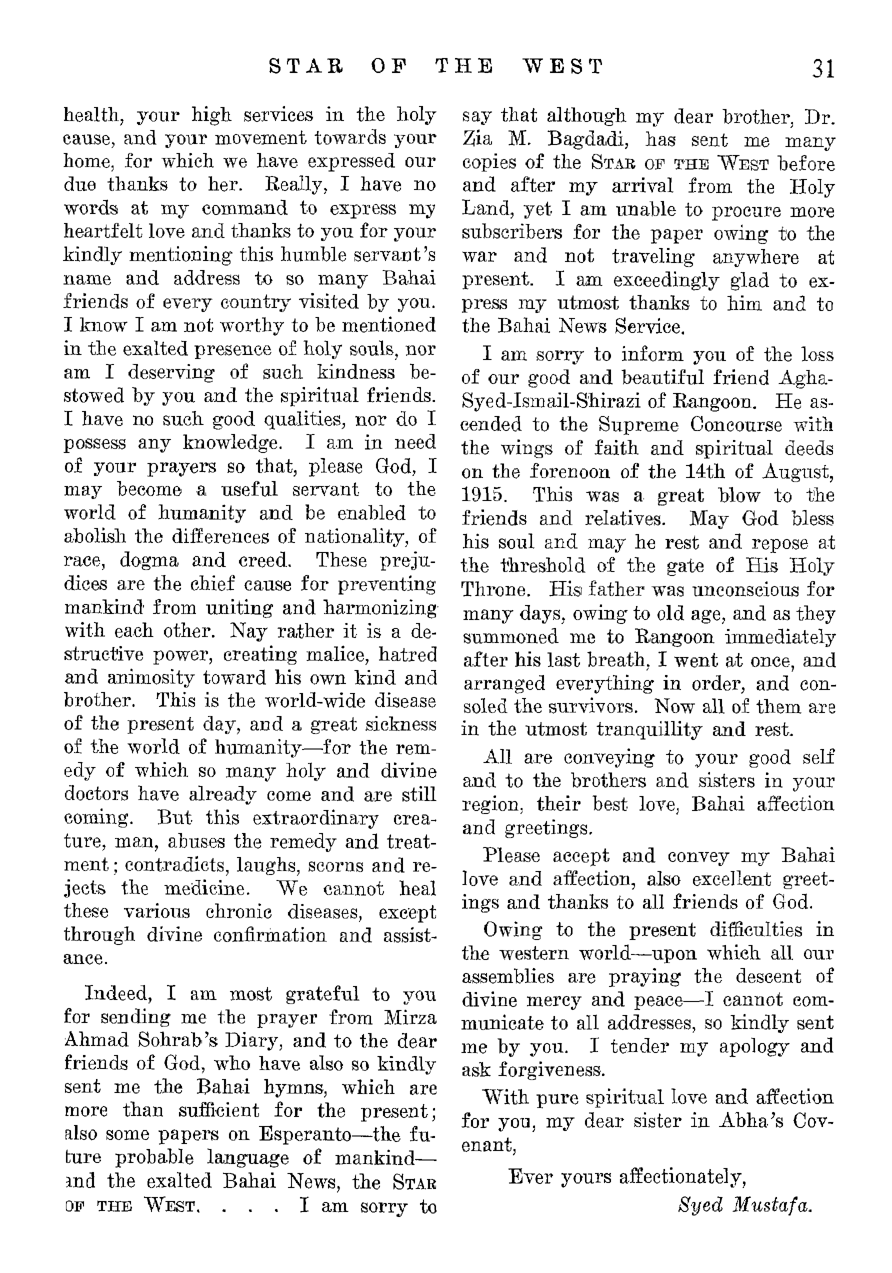 STAR OF THE WEST 31
health, your high services in the holy
cause, and your movement towards your
home, for which we have expressed our
due thanks to her. Really, I have no
words at my command to express my
heartfelt love and thanks to you for your
kindly mentioning this humble servant's
name and address to so many Bahai
friends of every country visited by you.
I know I am not worthy to be mentioned
in the exalted presence of holy souls, nor
am I deserving of such kindness be-
stowed by you and the spiritual friends.
I have no such good qualities, nor do I
possess any knowledge. I am in need
of your prayers so that, please God, I
may become a useful servant to the
world of humanity and be enabled to
abolish the differences of nationality, of
race, dogma and creed. These preju-
dices are the chief cause for preventing
mankind from uniting and harmonizing
with each other. Nay rather it is a de-
structive power, creating malice, hatred
and animosity toward his own kind and
brother. This is the world-wide disease
of the present day, and a great sickness
of the world of humanity—for the rem-
edy of which so many holy and divine
doctors have already come and are still
coming. But this extraordinary crea-
ture, man, abuses the remedy and treat-
ment; contradicts, laughs, scorns and re-
jects the medicine. We cannot heal
these various chronic diseases, except
through divine confirmation and assist-
ance.
Indeed, I am most grateful to you
for sending me the prayer from Mirza
Ahmad Sohrab's Diary, and to the dear
friends of God, who have also so kindly
sent me the Bahai hymns, which are
more than sufficient for the present;
also some papers on Esperanto—the fu-
ture probable language of mankind—
and the exalted Bahai News, the STAR
OF THE WEST. . . . I am sorry to
say that although my dear brother, Dr.
Zia M. Bagdadi, has sent me many
copies of the STAR OF THE WEST before
and after my arrival from the Holy
Land, yet I am unable to procure more
subscribers for the paper owing to the
war and not traveling anywhere at
present. I am exceedingly glad to ex-
press my utmost thanks to him and to
the Bahai News Service.
I am sorry to inform you of the loss
of our good and beautiful friend Agha-
Syed-Ismail-Shirazi of Rangoon. He as-
cended to the Supreme Concourse with
the wings of faith and spiritual deeds
on the forenoon of the 14th of August,
1915. This was a great blow to the
friends and relatives. May God bless
his soul and may he rest and repose at
the threshold of the gate of His Holy
Throne. His father was unconscious for
many days, owing to old age, and as they
summoned me to Rangoon immediately
after his last breath, I went at once, and
arranged everything in order, and con-
soled the survivors. Now all of them are
in the utmost tranquillity and rest.
All are conveying to your good self
and to the brothers and sisters in your
region, their best love, Bahai affection
and greetings.
Please accept and convey my Bahai
love and affection, also excellent greet-
ings and thanks to all friends of God.
Owing to the present difficulties in
the western world—upon which all our
assemblies are praying the descent of
divine mercy and peace—I cannot com-
municate to all addresses, so kindly sent
me by you. I tender my apology and
ask forgiveness.
With pure spiritual love and affection
for you, my dear sister in Abha's Cov-
enant,
Ever yours affectionately,
Syed Mustafa.